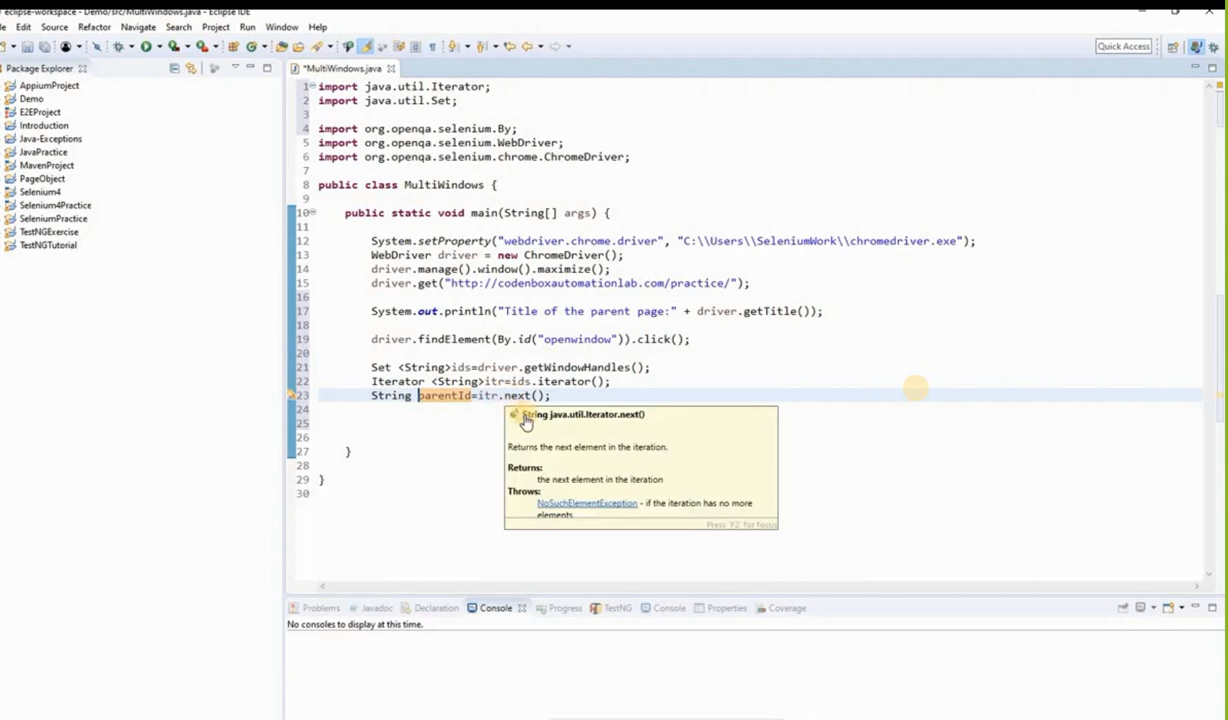 eclipse-workspace - Demo/src/MultiWindows.java - Eclipse IDE
Edit Source Refactor Navigate Search Project Run Window Help
Quick Access
Package Explorer
*MultiWindows.java
AppiumProject
Demo
E2EProject
Introduction
Java-Exceptions
JavaPractice
MavenProject
PageObject
Selenium4
Selenium4Practice
SeleniumPractice
TestNGExercise
TestNGTutorial
1 import java.util.Iterator;
2 import java.util.Set;
3
4 import org.openqa.selenium.By;
5 import org.openqa.selenium.WebDriver;
6 import org.openqa.selenium.chrome.ChromeDriver;
7
8 public class MultiWindows {
9
10 public static void main(String[] args) {
11
12 System.setProperty("webdriver.chrome.driver", "C:\\Users\\SeleniumWork\\chromedriver.exe");
13 WebDriver driver = new ChromeDriver();
14 driver.manage().window().maximize();
15 driver.get("http://codenboxautomationlab.com/practice/");
16
17 System.out.println("Title of the parent page:" + driver.getTitle());
18
19 driver.findElement(By.id("openwindow")).click();
20
21 Set <String>ids=driver.getWindowHandles();
22 Iterator <String>itr=ids.iterator();
23 String parentId=itr.next();
24
25
26
27 }
28
29 }
30
String java.util.Iterator.next()
Returns the next element in the iteration.
Returns:
the next element in the iteration
Throws:
NoSuchElementException - if the iteration has no more
elements
Press 'F2' for focus
Problems Javadoc Declaration Console Progress TestNG Console Properties Coverage
No consoles to display at this time.